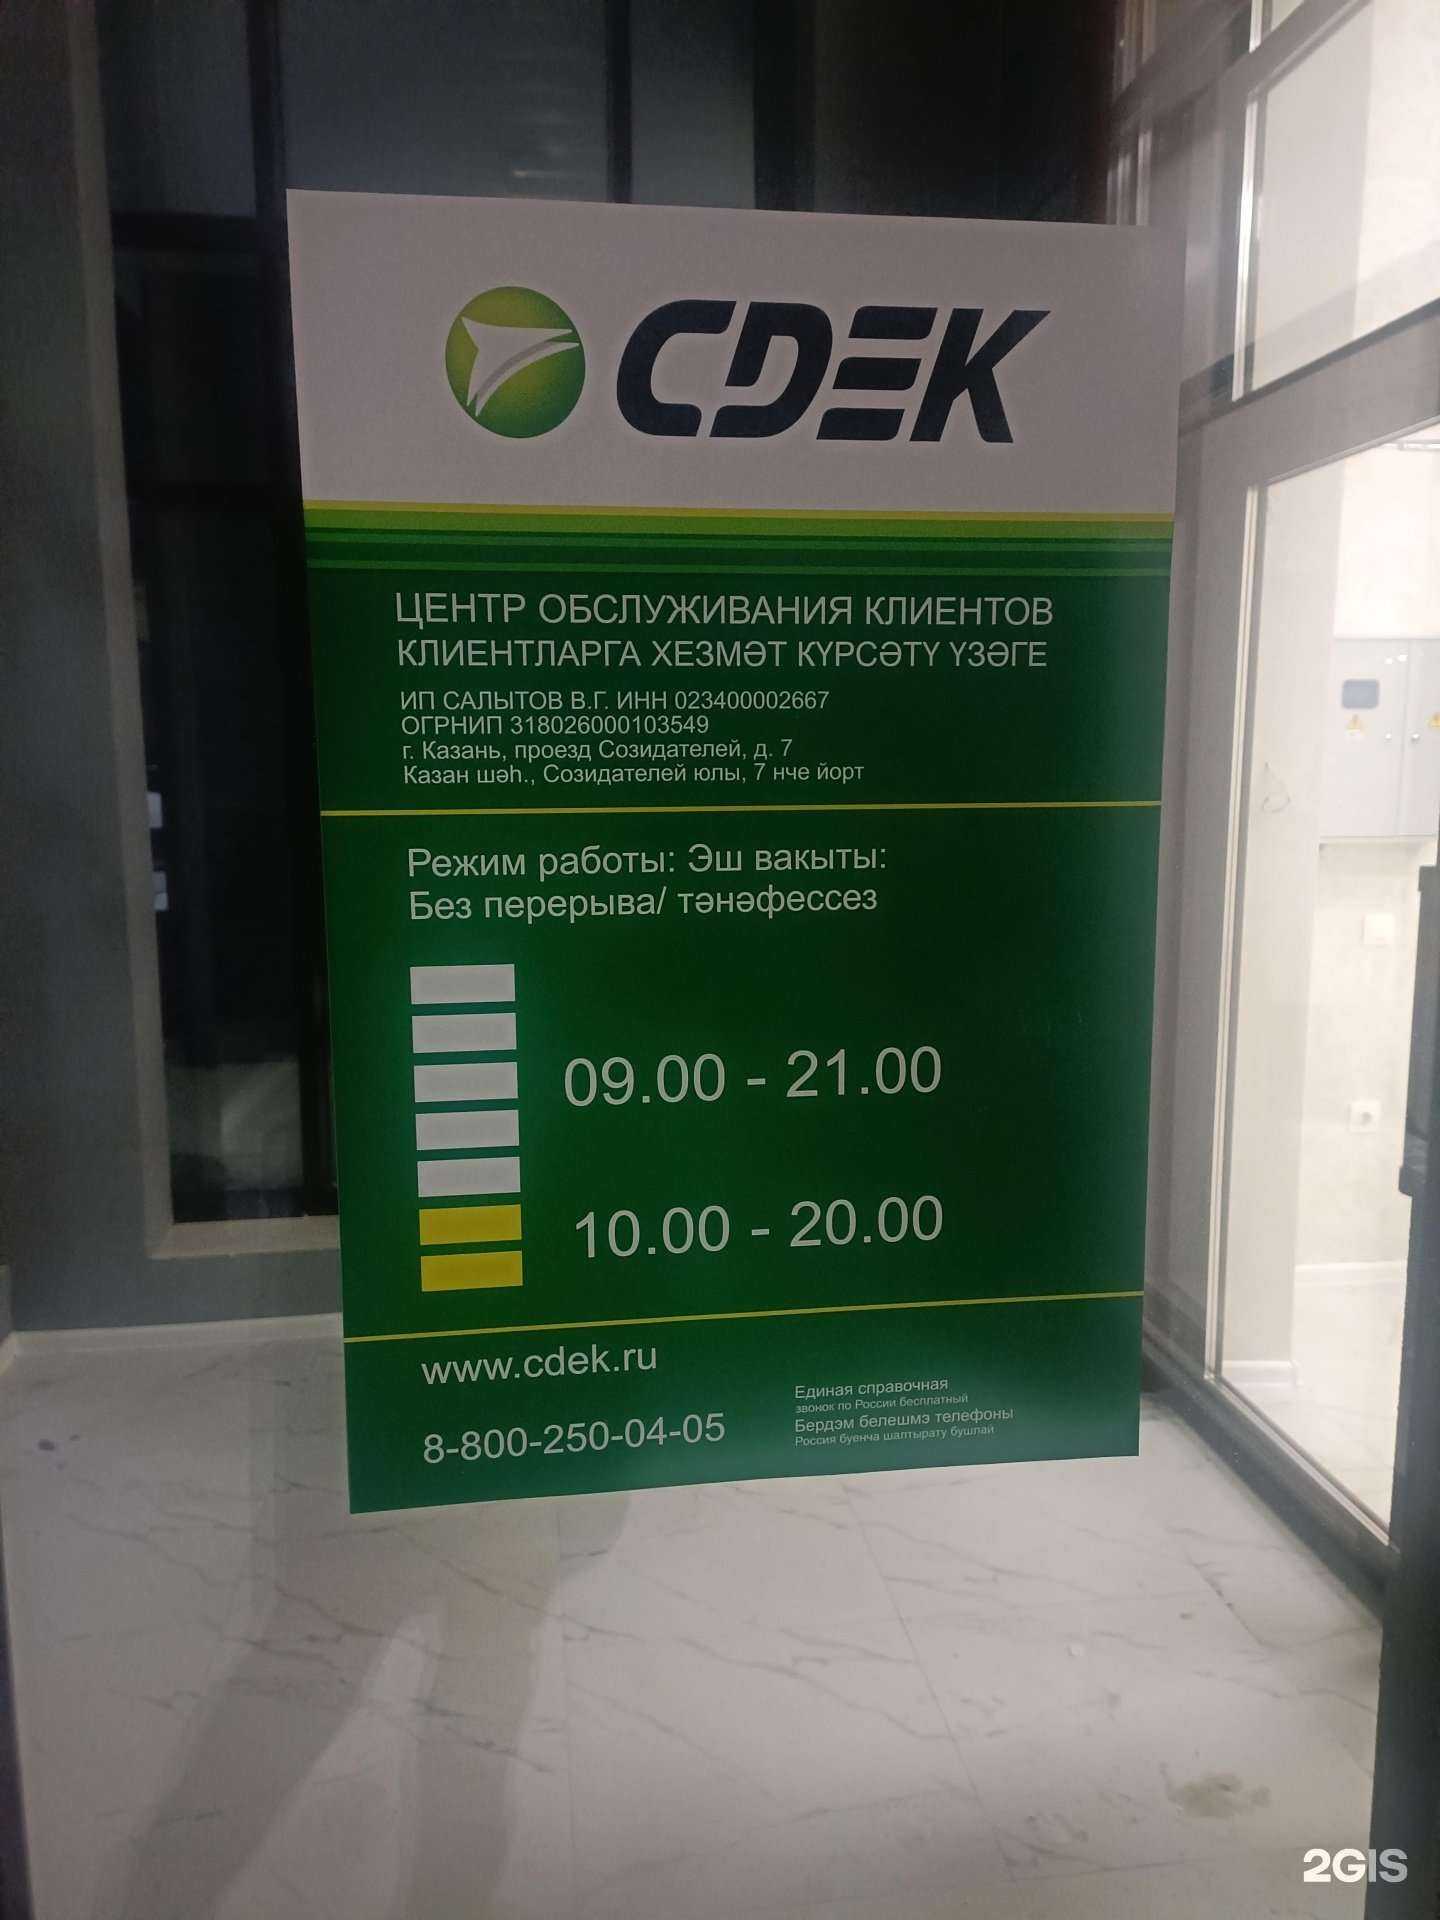 CDEK
ЦЕНТР ОБСЛУЖИВАНИЯ КЛИЕНТОВ
КЛИЕНТЛАРГА ХЕЗМӘТ КҮРСӘТҮ ҮЗӘГЕ
ИП САЛЫТОВ В.Г. ИНН 023400002667
ОГРНИП 318026000103549
г. Казань, проезд Созидателей, д. 7
Казан шәһ., Созидателей юлы, 7 нче йорт
Режим работы: Эш вакыты:
Без перерыва/ тәнәфессез
09.00 - 21.00
10.00 - 20.00
www.cdek.ru
8-800-250-04-05
Единая справочная
звонок по России бесплатный
Бердәм белешмә телефоны
Россия буенча шалтырату бушлай
2GIS